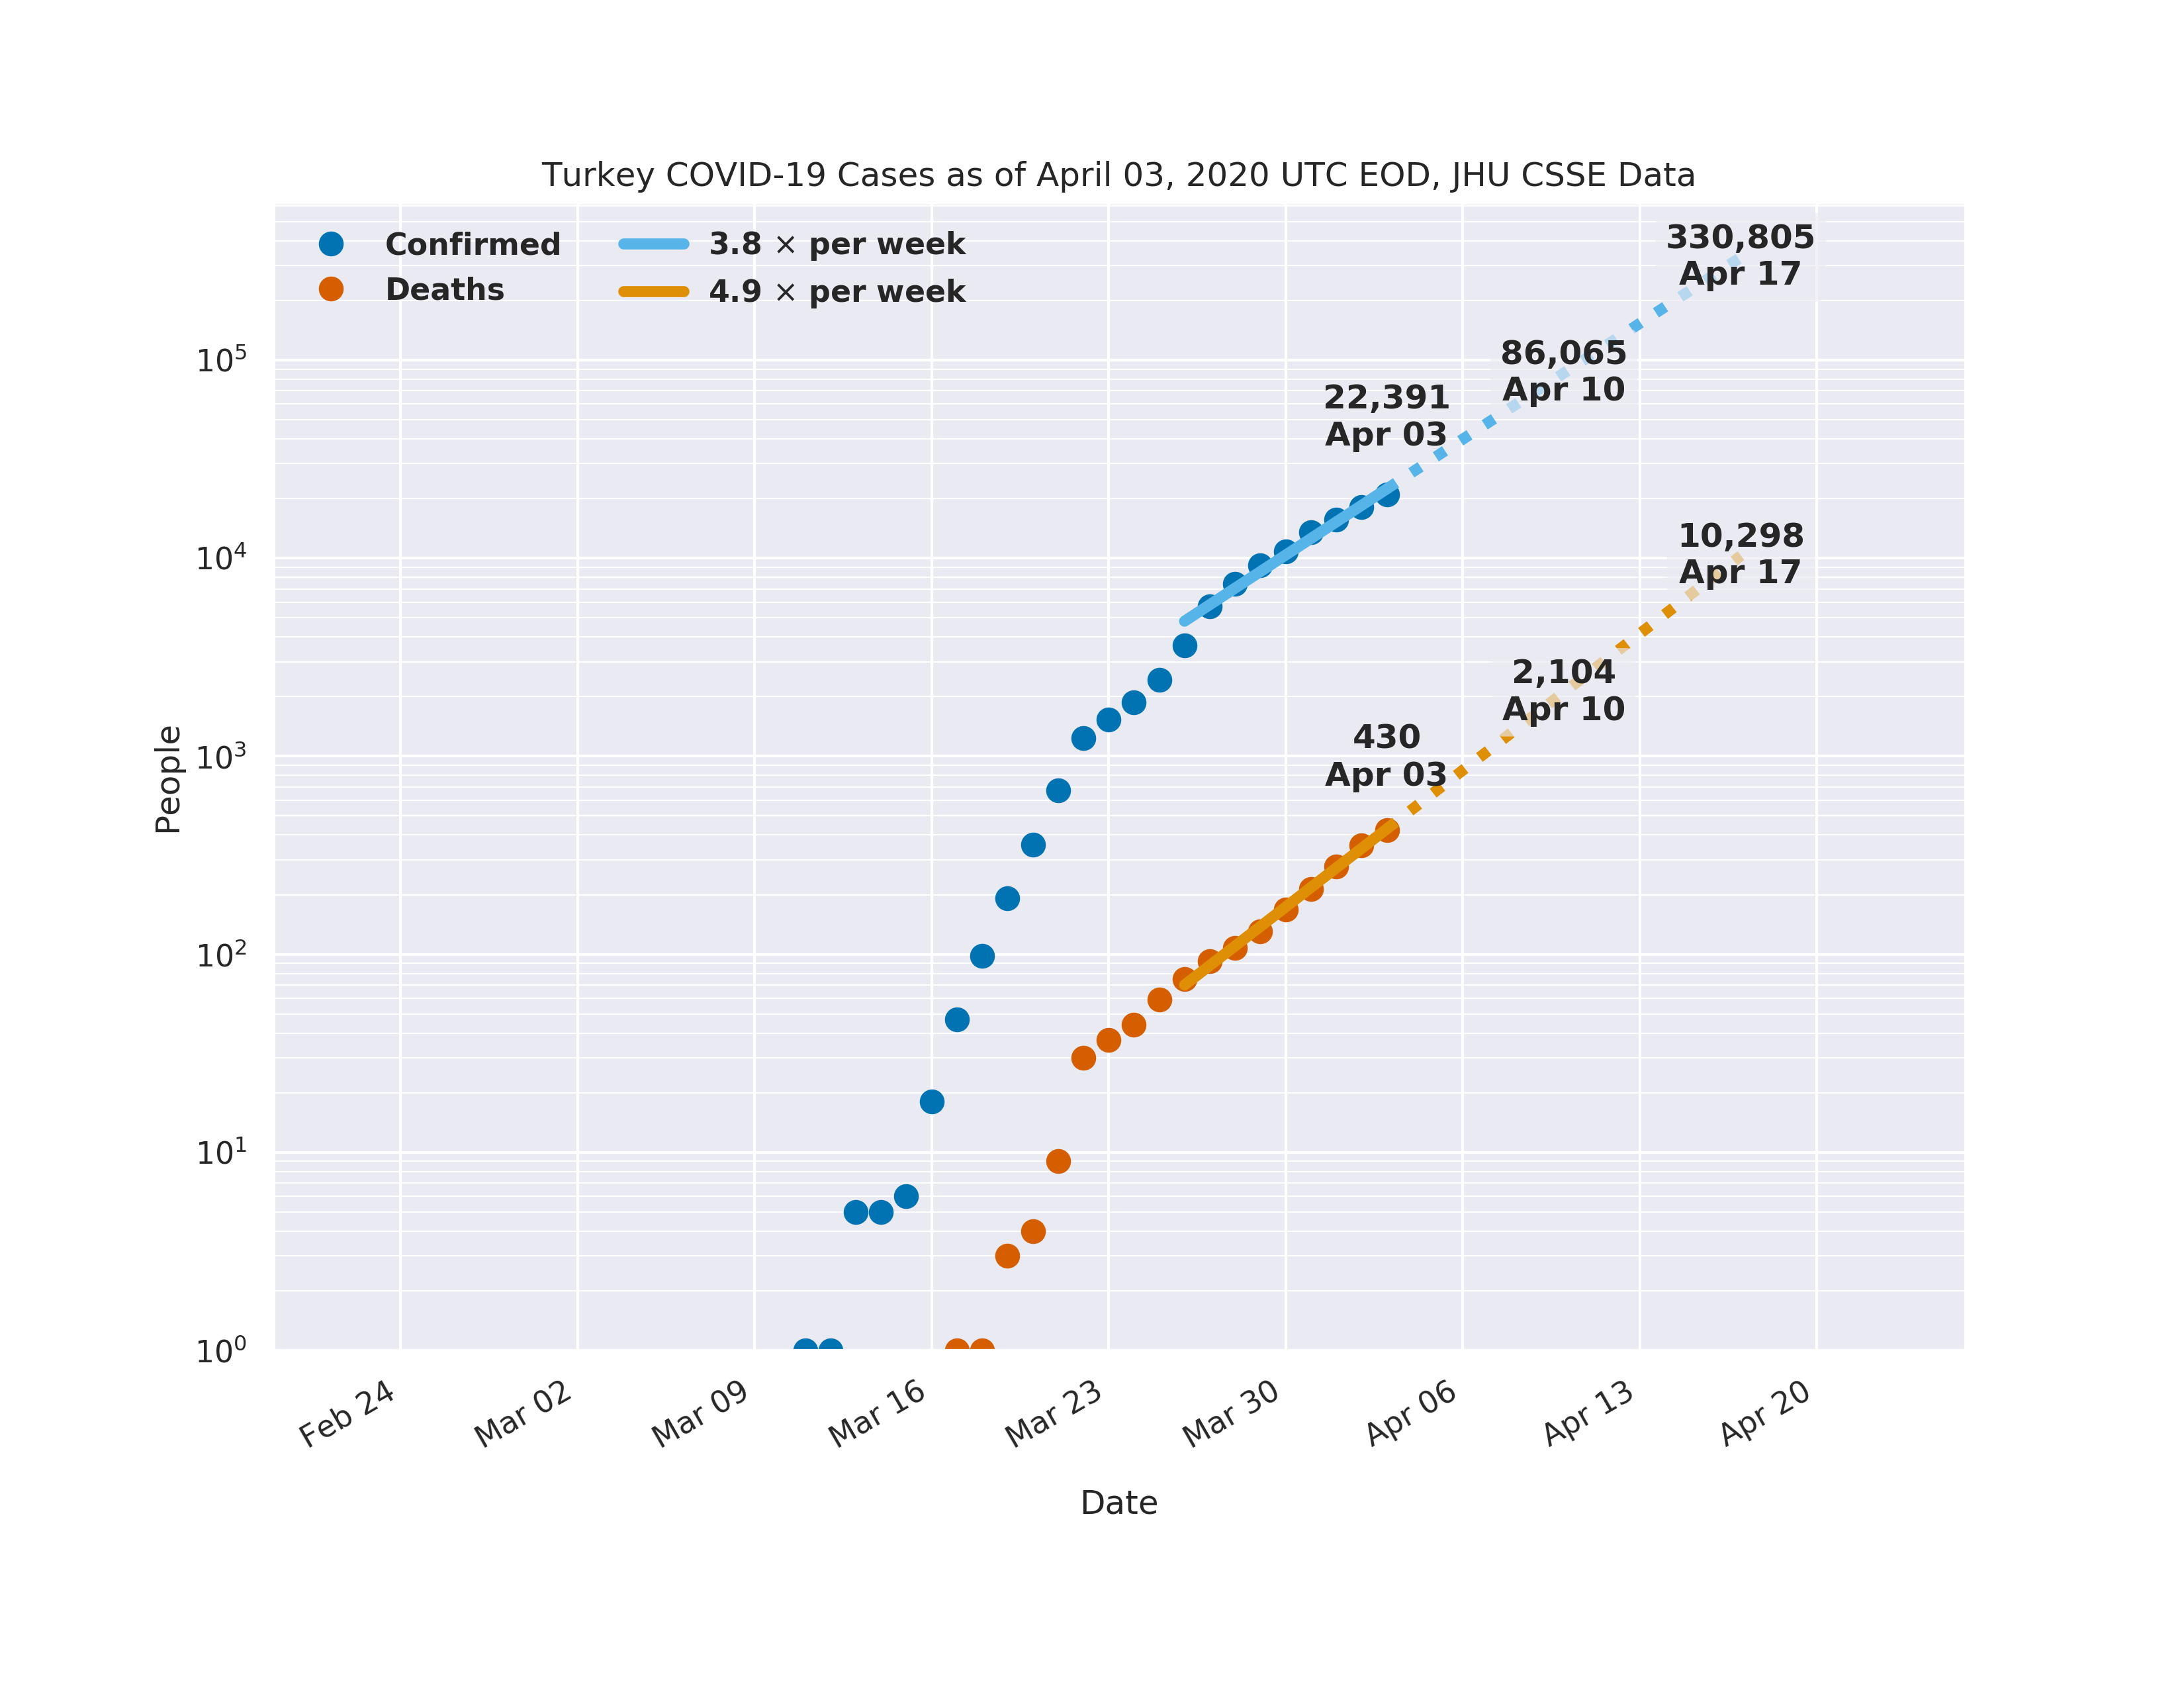 Turkey COVID-19 Cases as of April 03, 2020 UTC EOD, JHU CSSE Data
Confirmed
Deaths
3.8 × per week
4.9 × per week
330,805
Apr 17
86,065
Apr 10
22,391
Apr 03
10,298
Apr 17
2,104
Apr 10
430
Apr 03
People
10⁵
10⁴
10³
10²
10¹
10⁰
Feb 24
Mar 02
Mar 09
Mar 16
Mar 23
Mar 30
Apr 06
Apr 13
Apr 20
Date